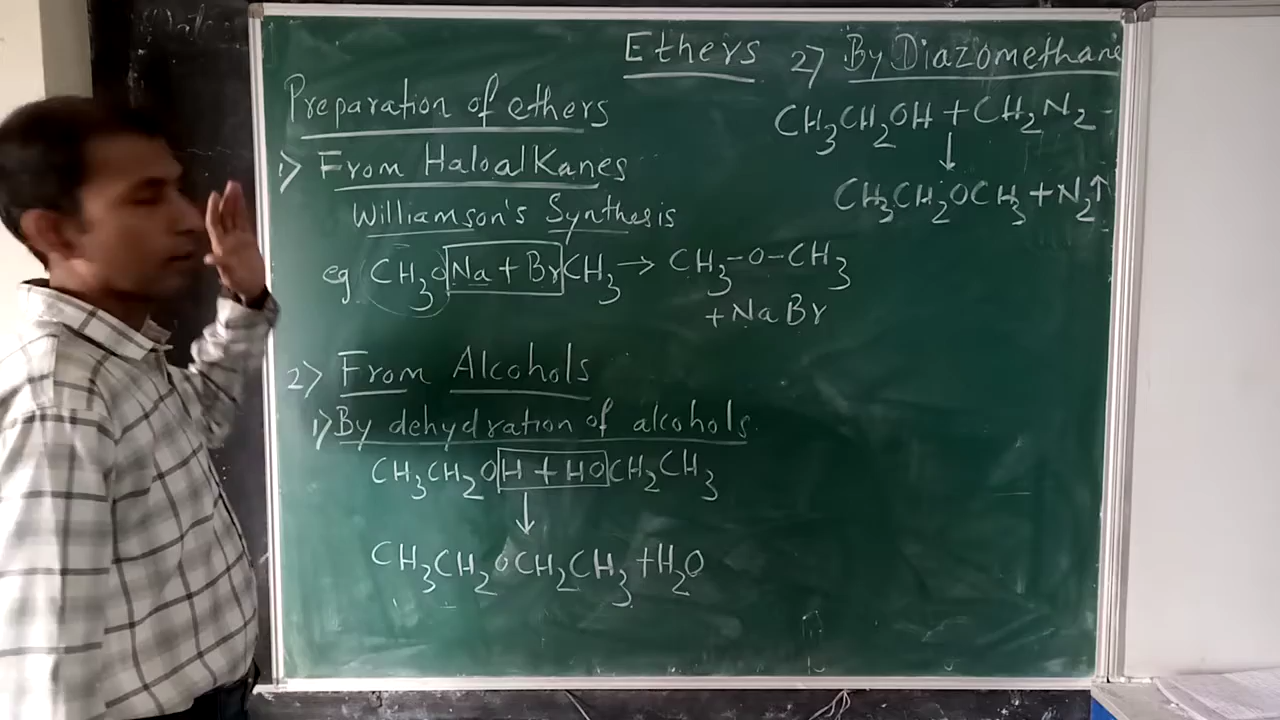 Ethers
Preparation of ethers
1) From Haloalkanes
Williamson's Synthesis
eg CH3ONa + BrCH3 → CH3-O-CH3
+ NaBr
2) From Alcohols
1) By dehydration of alcohols
CH3CH2OH + HOCH2CH3
↓
CH3CH2OCH2CH3 + H2O
2) By Diazomethane
CH3CH2OH + CH2N2
↓
CH3CH2OCH3 + N2↑